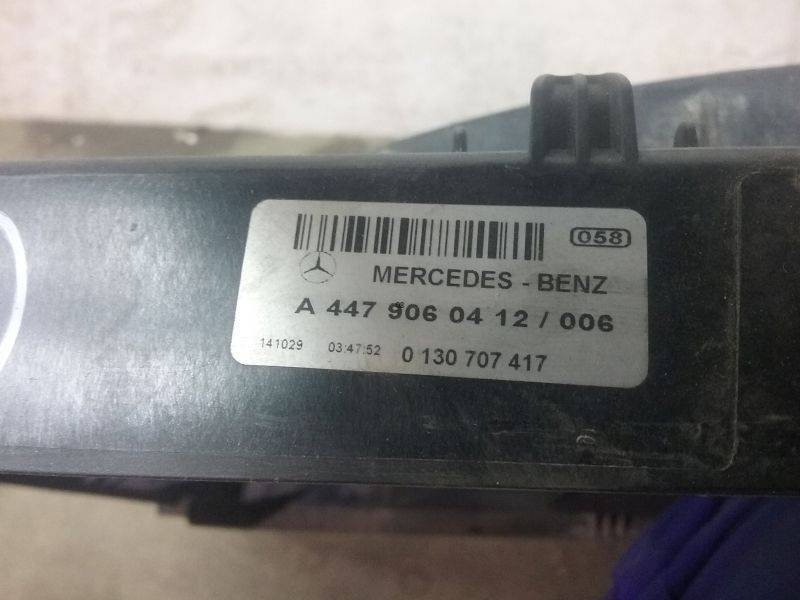 058
MERCEDES - BENZ
A 447 906 04 12 / 006
141029 03:47:52 0 130 707 417